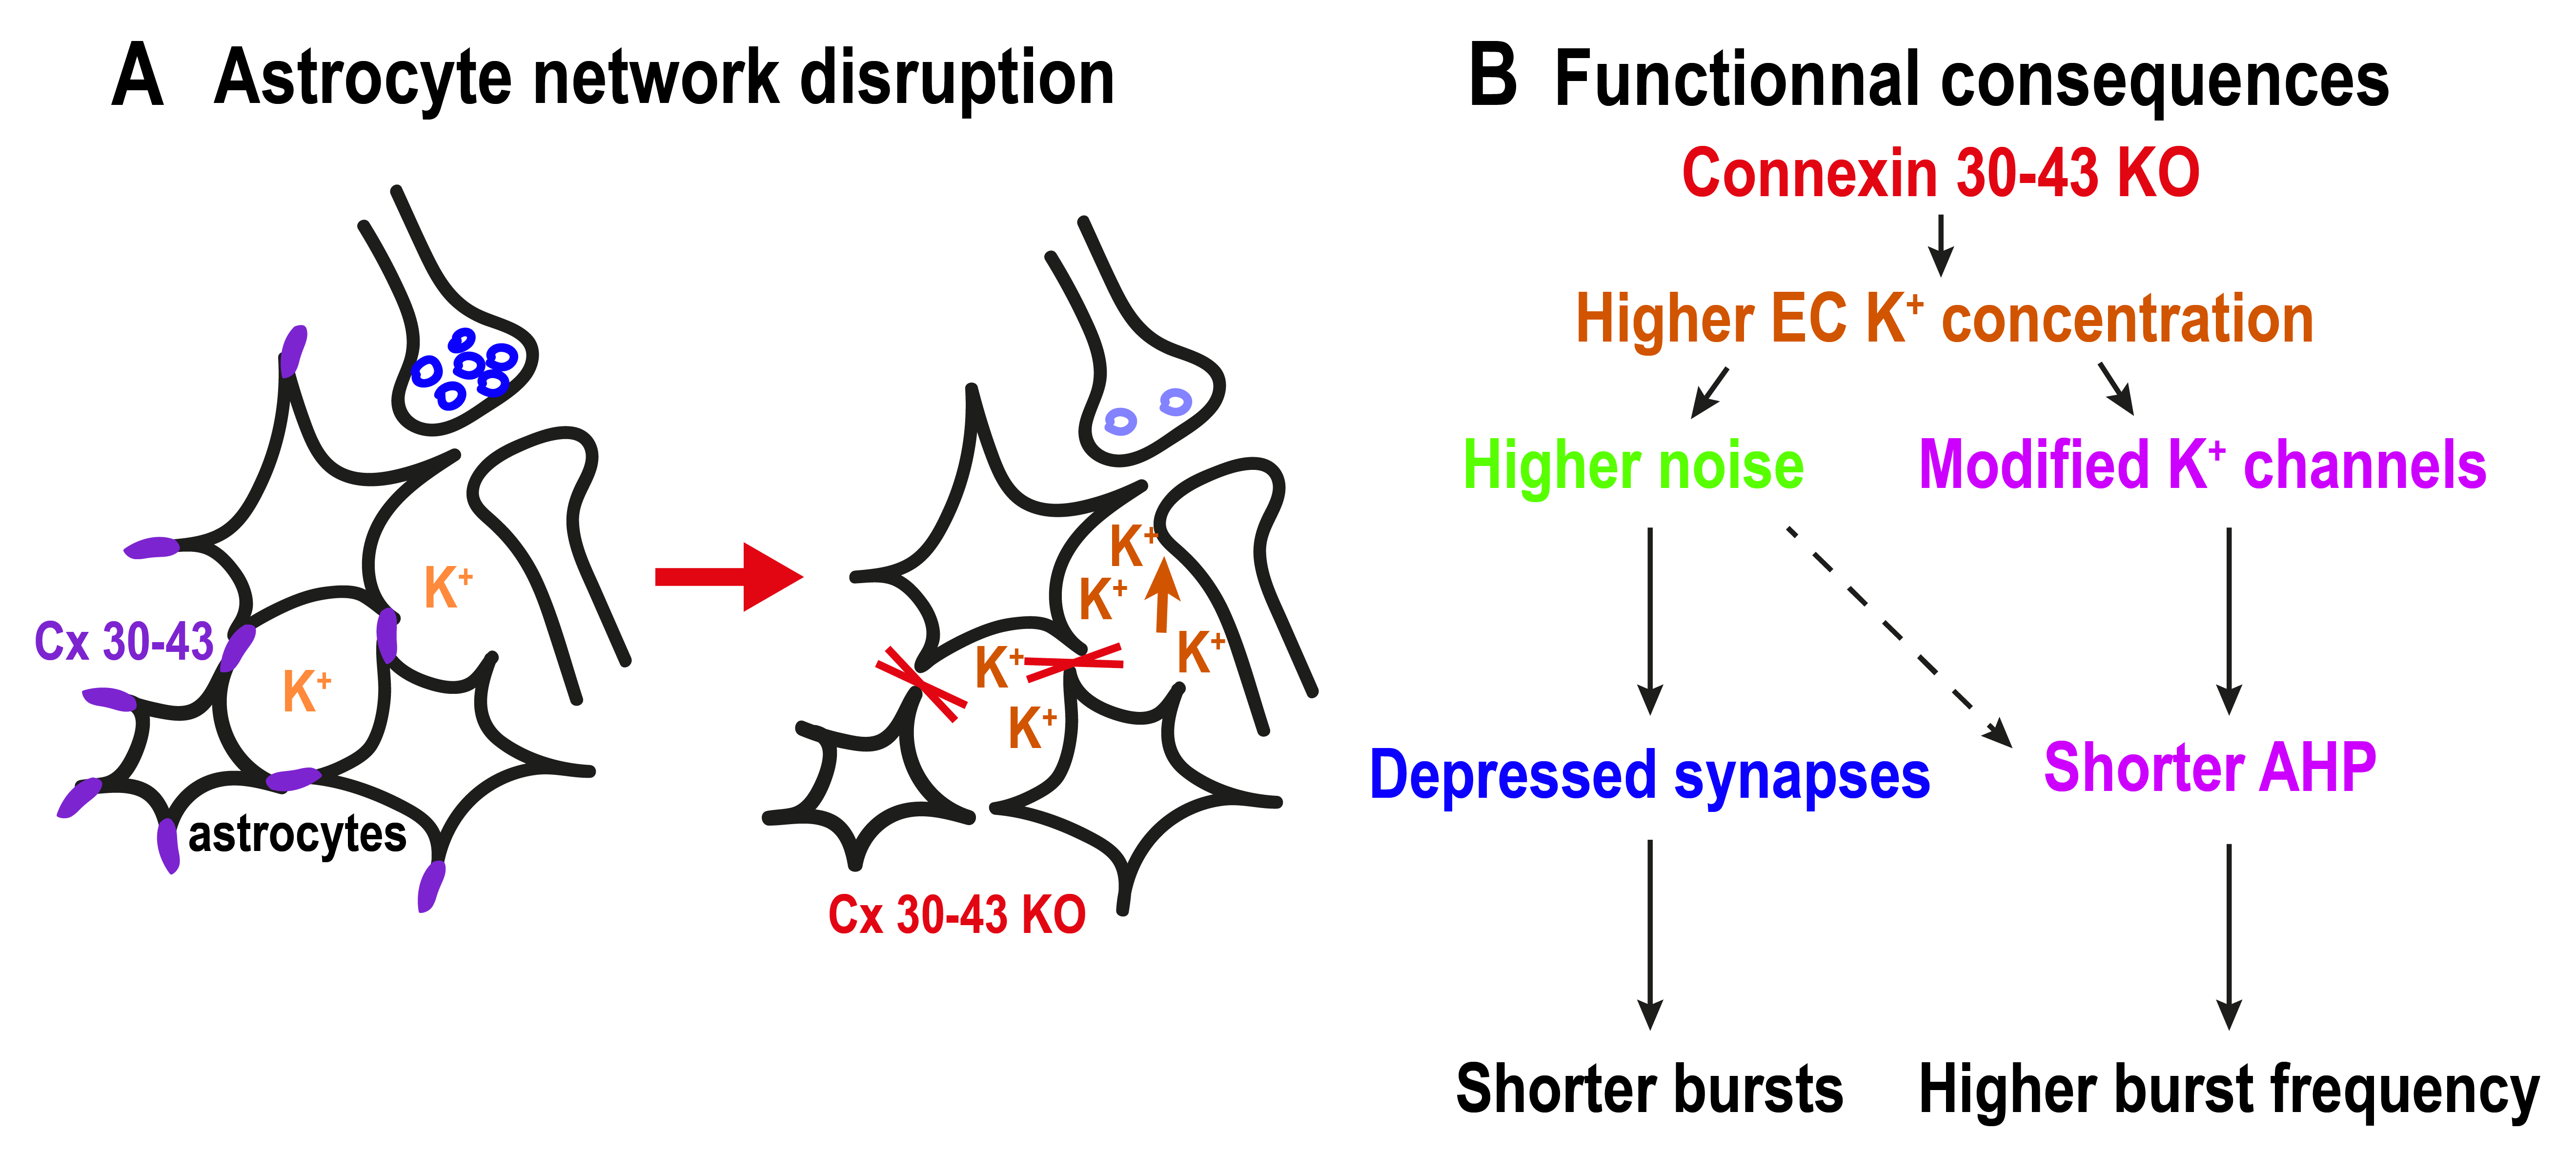 A Astrocyte network disruption
K⁺
Cx 30-43
K⁺
astrocytes
K⁺
K⁺
K⁺
K⁺
K⁺
Cx 30-43 KO
B Functionnal consequences
Connexin 30-43 KO
Higher EC K⁺ concentration
Higher noise
Modified K⁺ channels
Depressed synapses
Shorter AHP
Shorter bursts
Higher burst frequency